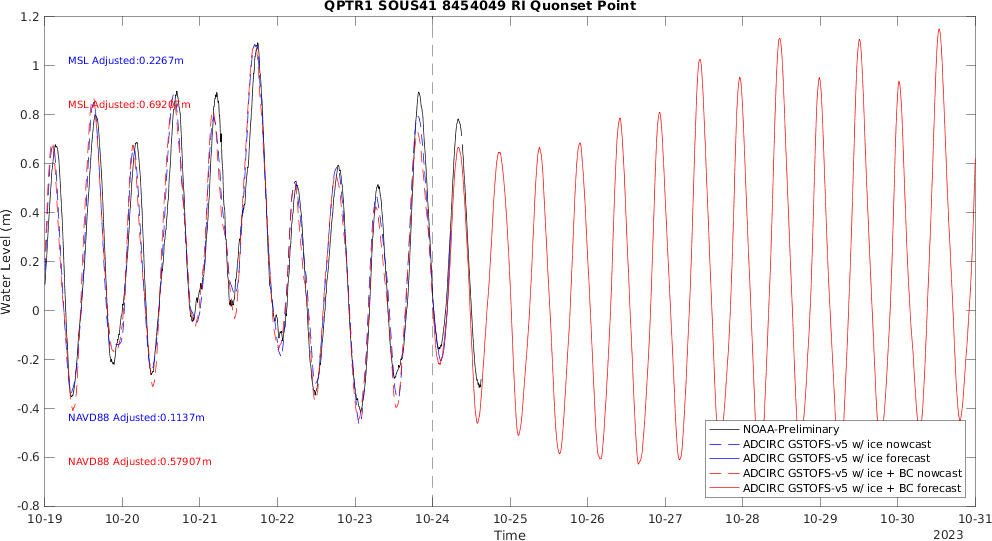 QPTR1 SOUS41 8454049 RI Quonset Point
1.2
1
0.8
0.6
0.4
0.2
0
-0.2
-0.4
-0.6
-0.8
Water Level (m)
MSL Adjusted:0.2267m
MSL Adjusted:0.69207m
NAVD88 Adjusted:0.1137m
NAVD88 Adjusted:0.57907m
NOAA-Preliminary
ADCIRC GSTOFS-v5 w/ ice nowcast
ADCIRC GSTOFS-v5 w/ ice forecast
ADCIRC GSTOFS-v5 w/ ice + BC nowcast
ADCIRC GSTOFS-v5 w/ ice + BC forecast
10-19 10-20 10-21 10-22 10-23 10-24 10-25 10-26 10-27 10-28 10-29 10-30 10-31
Time
2023